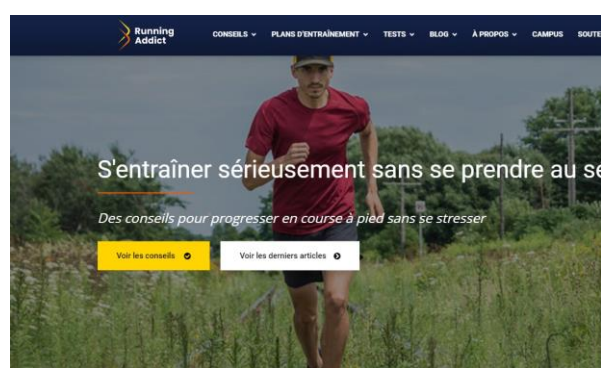 Running
Addict
CONSEILS
PLANS D'ENTRAÎNEMENT
TESTS
BLOG
À PROPOS
CAMPUS
S'entraîner sérieusement sans se prendre au
Des conseils pour progresser en course à pied sans se stresser
Voir les conseils
Voir les derniers articles